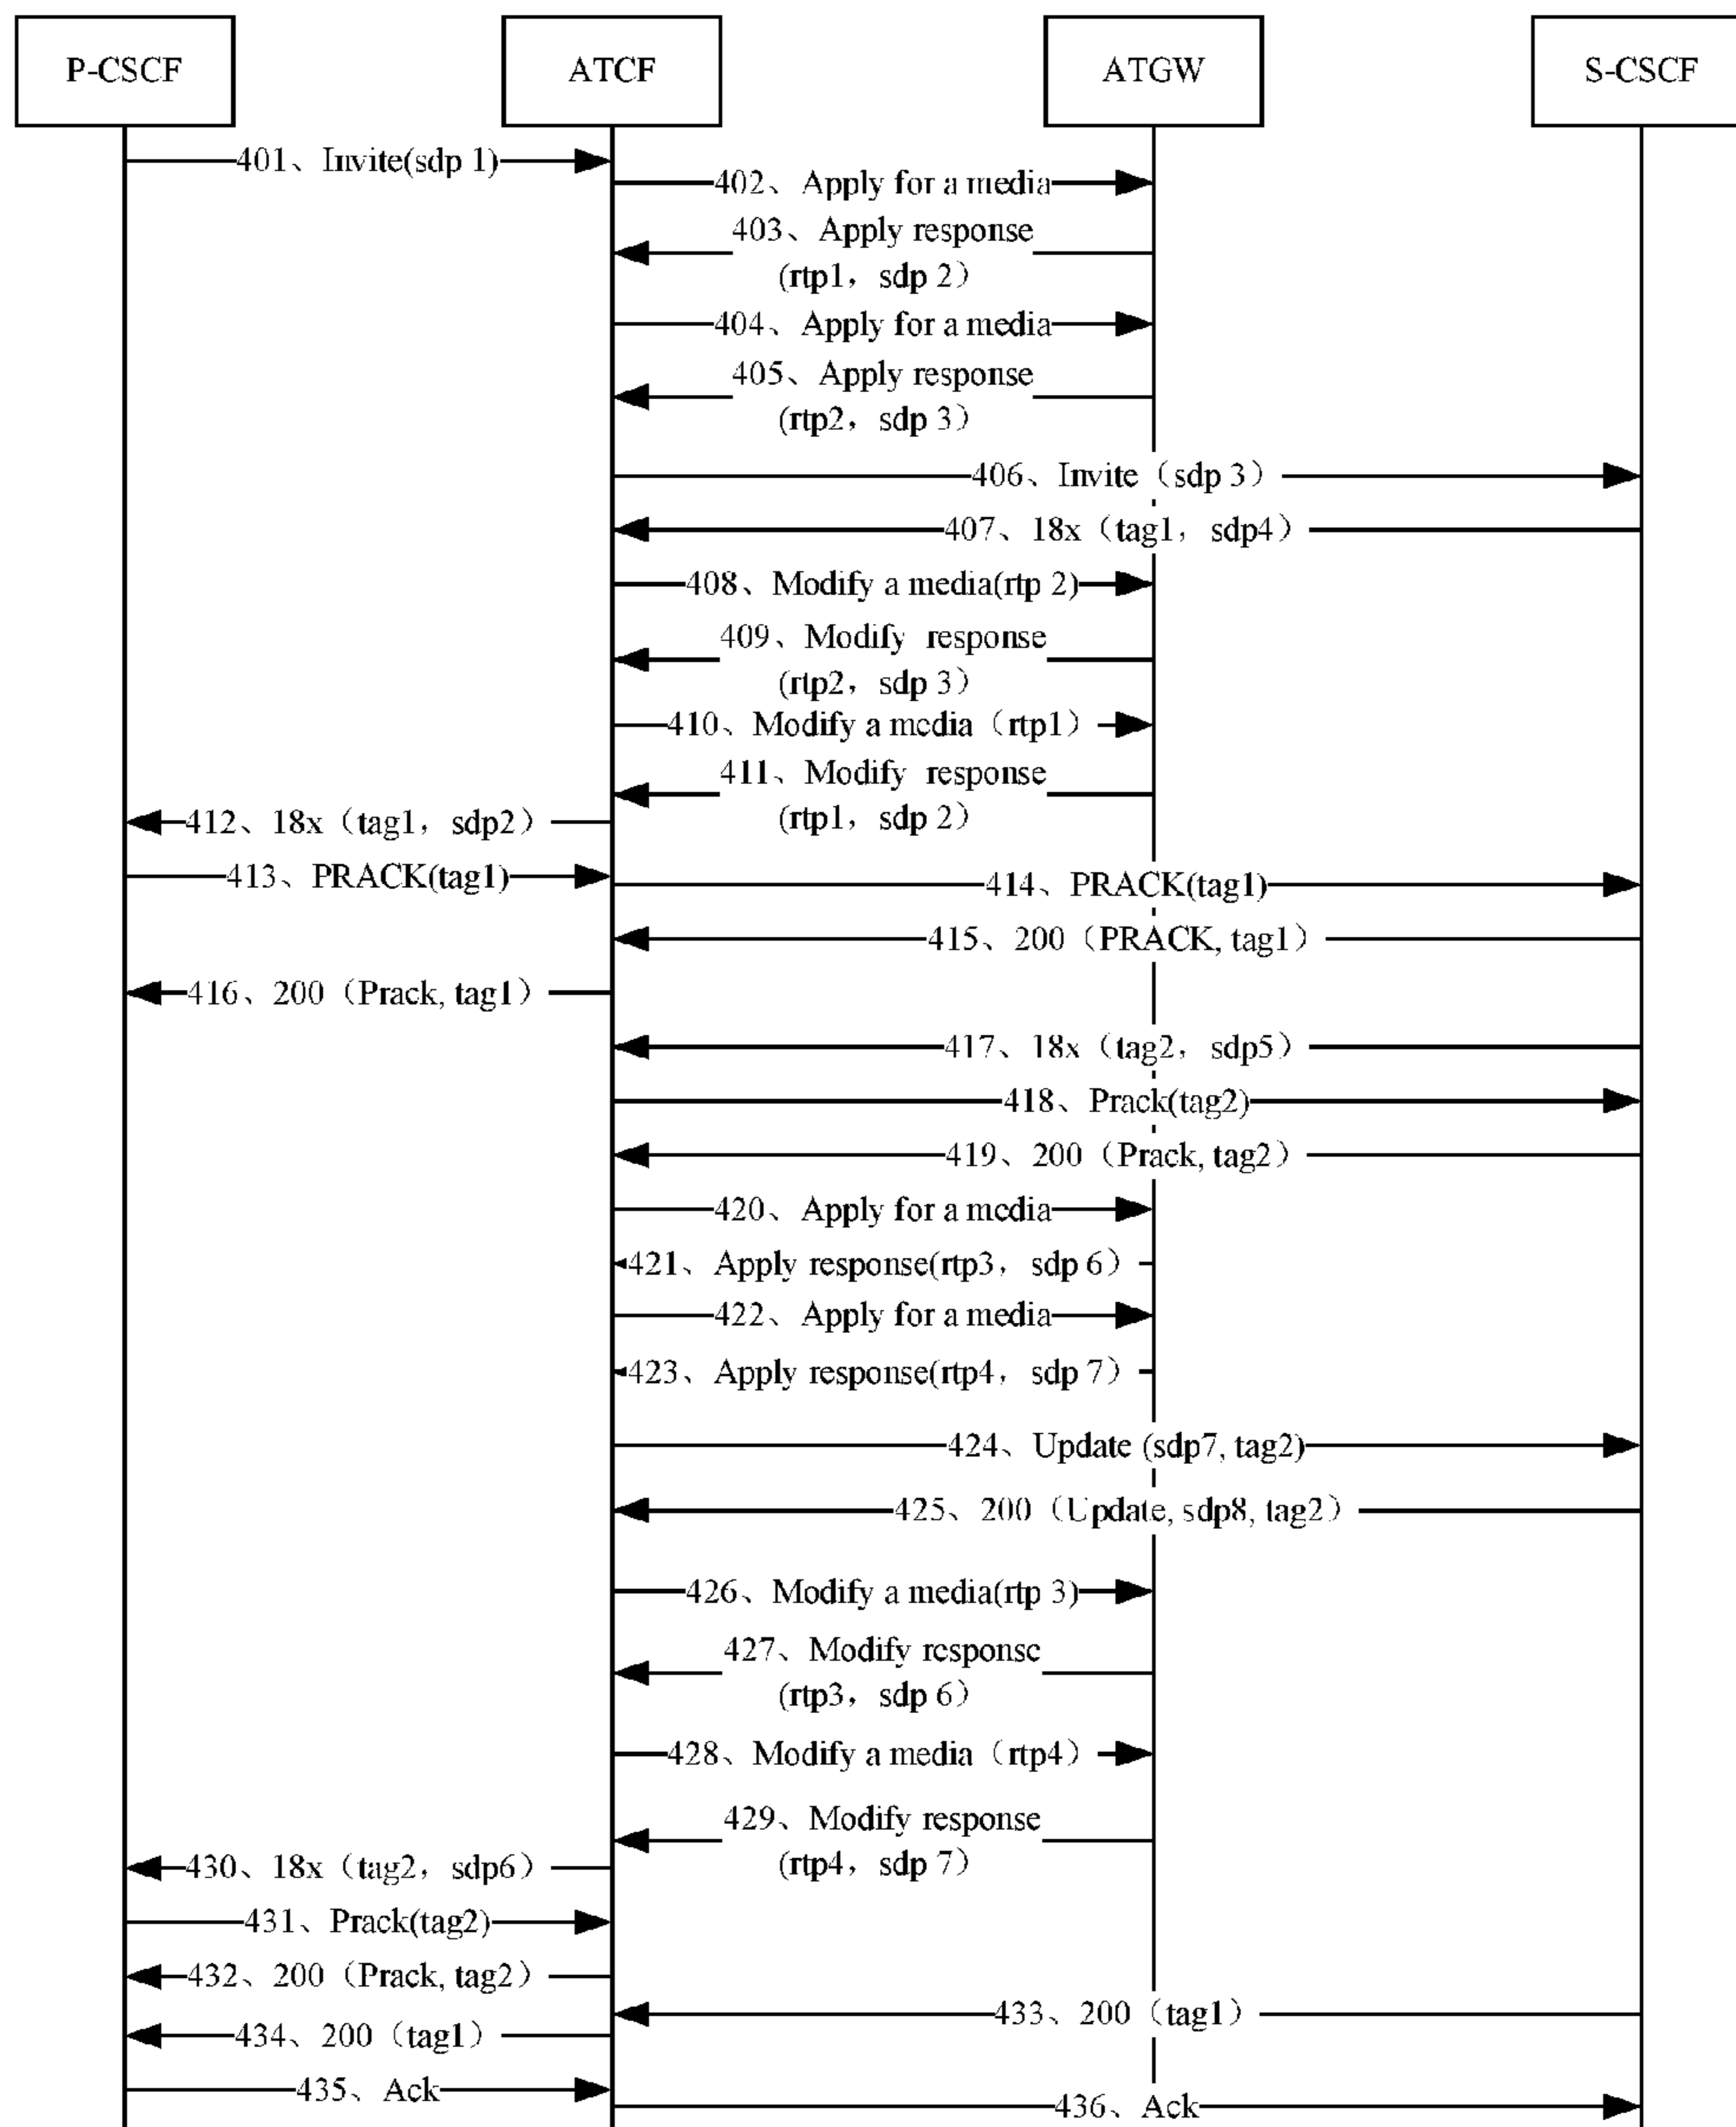 P-CSCF
ATCF
ATGW
S-CSCF
401、Invite(sdp 1)
402、Apply for a media
403、Apply response
(rtp1，sdp 2）
404、Apply for a media
405、Apply response
(rtp2，sdp 3）
406、Invite（sdp 3）
407、18x（tag1，sdp4）
408、Modify a media(rtp 2)
409、Modify response
(rtp2，sdp 3）
410、Modify a media（rtp1）
411、Modify response
(rtp1，sdp 2）
412、18x（tag1，sdp2）
413、PRACK(tag1)
414、PRACK(tag1)
415、200（PRACK, tag1）
416、200（Prack, tag1）
417、18x（tag2，sdp5）
418、Prack(tag2)
419、200（Prack, tag2）
420、Apply for a media
421、Apply response(rtp3，sdp 6）
422、Apply for a media
423、Apply response(rtp4，sdp 7）
424、Update (sdp7, tag2)
425、200（Update, sdp8, tag2）
426、Modify a media(rtp 3)
427、Modify response
(rtp3，sdp 6）
428、Modify a media（rtp4）
429、Modify response
(rtp4，sdp 7）
430、18x（tag2，sdp6）
431、Prack(tag2)
432、200（Prack, tag2）
433、200（tag1）
434、200（tag1）
435、Ack
436、Ack